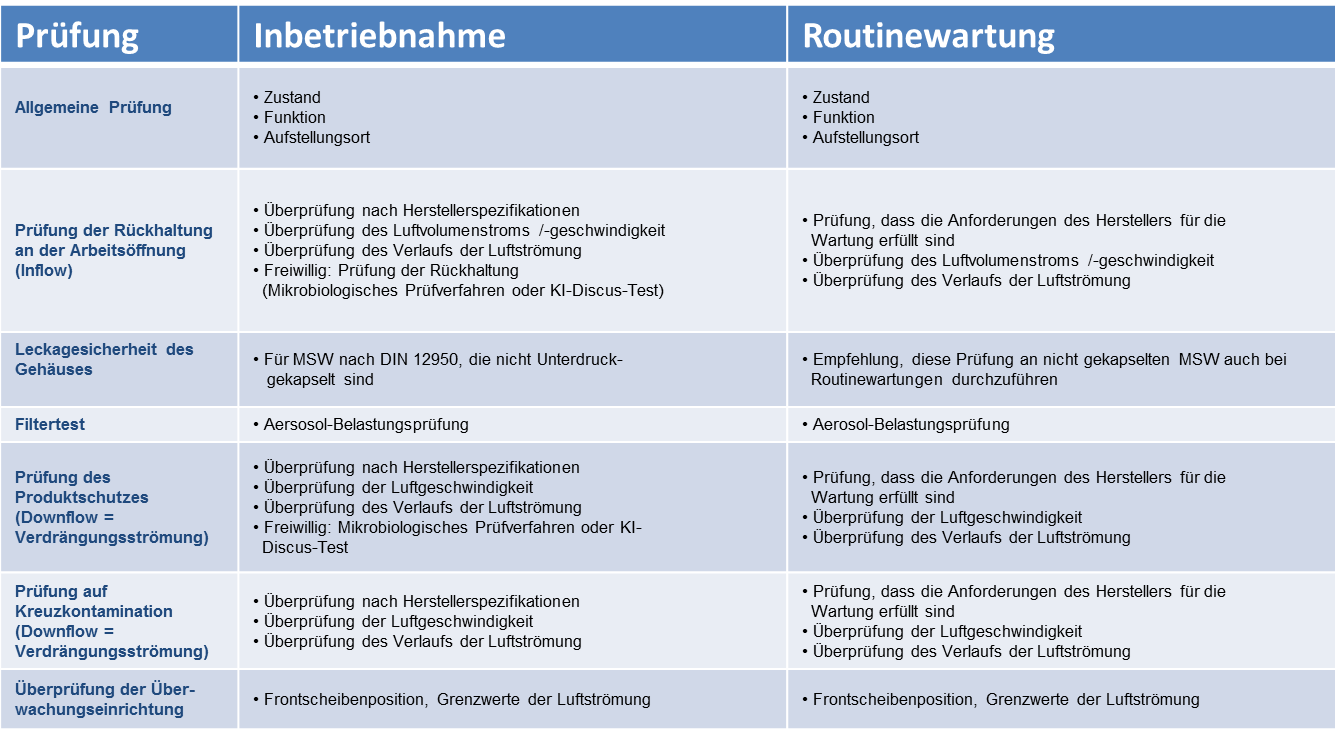 Prüfung
Inbetriebnahme
Routinewartung
Allgemeine Prüfung
• Zustand
• Funktion
• Aufstellungsort
• Zustand
• Funktion
• Aufstellungsort
Prüfung der Rückhaltung
an der Arbeitsöffnung
(Inflow)
• Überprüfung nach Herstellerspezifikationen
• Überprüfung des Luftvolumenstroms /-geschwindigkeit
• Überprüfung des Verlaufs der Luftströmung
• Freiwillig: Prüfung der Rückhaltung
(Mikrobiologisches Prüfverfahren oder KI-Discus-Test)
• Prüfung, dass die Anforderungen des Herstellers für die
Wartung erfüllt sind
• Überprüfung des Luftvolumenstroms /-geschwindigkeit
• Überprüfung des Verlaufs der Luftströmung
Leckagesicherheit des
Gehäuses
• Für MSW nach DIN 12950, die nicht Unterdruck-
gekapselt sind
• Empfehlung, diese Prüfung an nicht gekapselten MSW auch bei
Routinewartungen durchzuführen
Filtertest
• Aersosol-Belastungsprüfung
• Aerosol-Belastungsprüfung
Prüfung des
Produktschutzes
(Downflow =
Verdrängungsströmung)
• Überprüfung nach Herstellerspezifikationen
• Überprüfung der Luftgeschwindigkeit
• Überprüfung des Verlaufs der Luftströmung
• Freiwillig: Mikrobiologisches Prüfverfahren oder KI-
Discus-Test
• Prüfung, dass die Anforderungen des Herstellers für die
Wartung erfüllt sind
• Überprüfung der Luftgeschwindigkeit
• Überprüfung des Verlaufs der Luftströmung
Prüfung auf
Kreuzkontamination
(Downflow =
Verdrängungsströmung)
• Überprüfung nach Herstellerspezifikationen
• Überprüfung der Luftgeschwindigkeit
• Überprüfung des Verlaufs der Luftströmung
• Prüfung, dass die Anforderungen des Herstellers für die
Wartung erfüllt sind
• Überprüfung der Luftgeschwindigkeit
• Überprüfung des Verlaufs der Luftströmung
Überprüfung der Über-
wachungseinrichtung
• Frontscheibenposition, Grenzwerte der Luftströmung
• Frontscheibenposition, Grenzwerte der Luftströmung